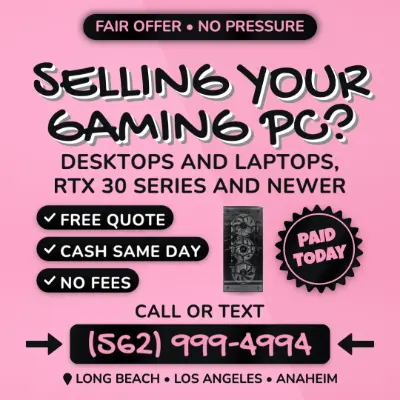 FAIR OFFER • NO PRESSURE
SELLING YOUR
GAMING PC?
DESKTOPS AND LAPTOPS,
RTX 30 SERIES AND NEWER
FREE QUOTE
CASH SAME DAY
NO FEES
PAID
TODAY
CALL OR TEXT
(562) 999-4994
LONG BEACH • LOS ANGELES • ANAHEIM